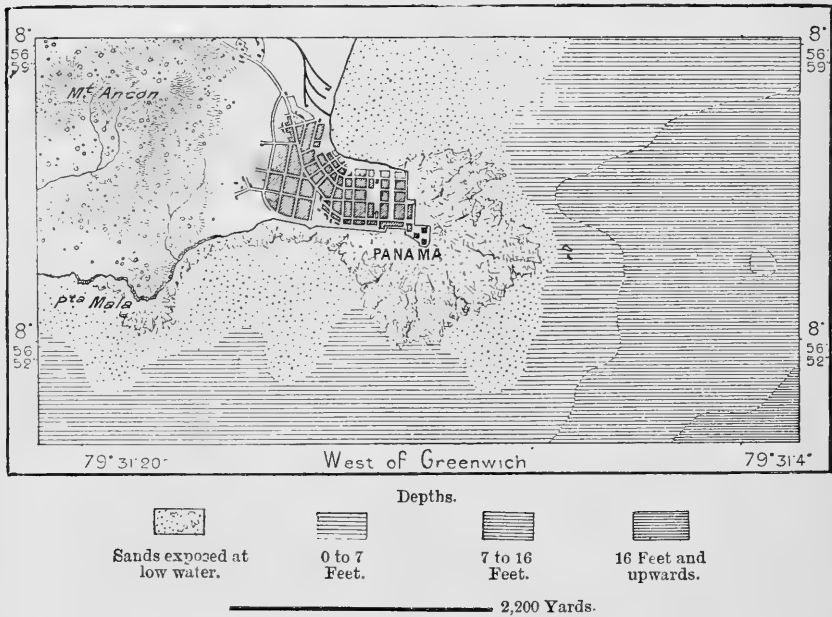 8°
56'
59"
8°
56'
59"
Mt Ancon
PANAMA
Pta Mala
8°
56'
52"
8°
56'
52"
79°31'20"
West of Greenwich
79°31'4"
Depths.
Sands exposed at
low water.
0 to 7
Feet.
7 to 16
Feet.
16 Feet and
upwards.
2,200 Yards.